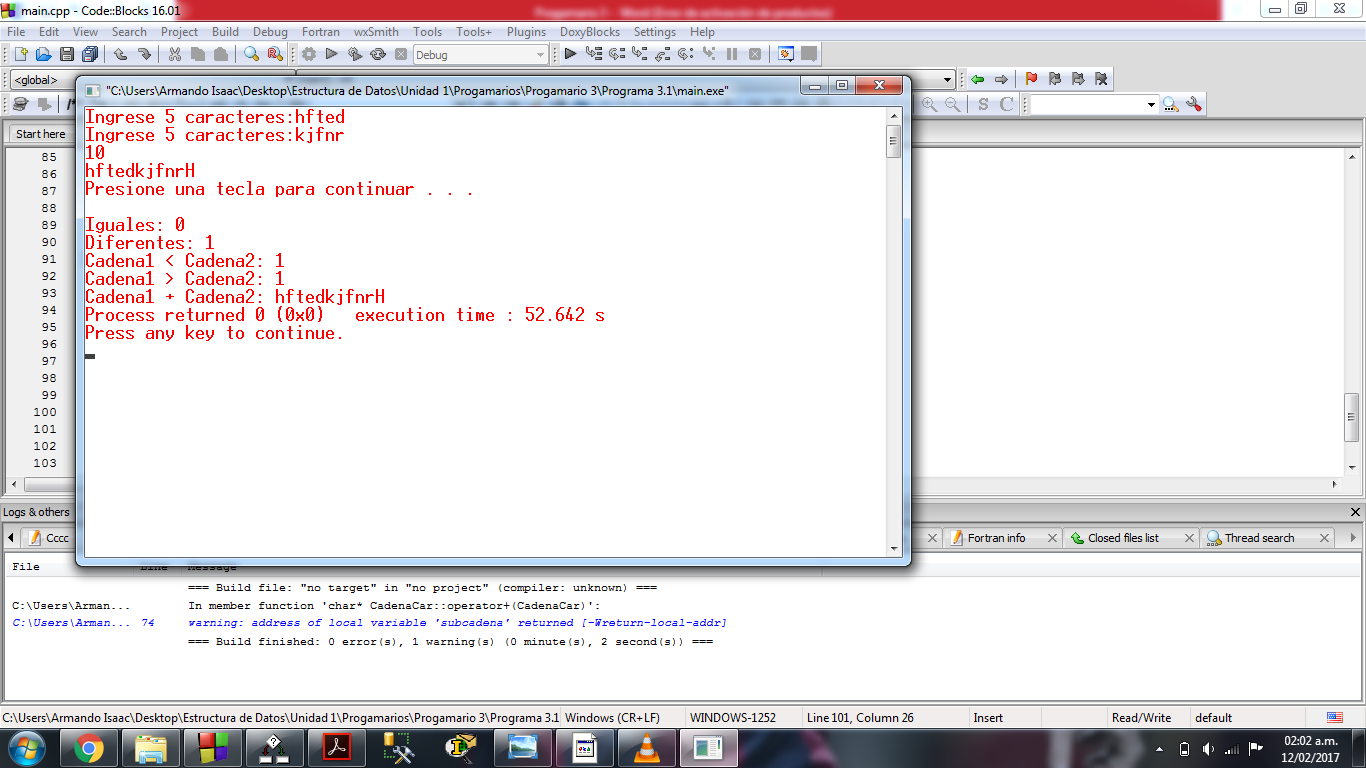 main.cpp - Code::Blocks 16.01
File Edit View Search Project Build Debug Fortran wxSmith Tools Tools+ Plugins DoxyBlocks Settings Help
Debug
<global>
"C:\Users\Armando Isaac\Desktop\Estructura de Datos\Unidad 1\Progamarios\Progamario 3\Programa 3.1\main.exe"
S C
Start here
Ingrese 5 caracteres:hfted
Ingrese 5 caracteres:kjfnr
10
hftedkjfnrH
Presione una tecla para continuar . . .
Iguales: 0
Diferentes: 1
Cadena1 < Cadena2: 1
Cadena1 > Cadena2: 1
Cadena1 + Cadena2: hftedkjfnrH
Process returned 0 (0x0)   execution time : 52.642 s
Press any key to continue.
85
86
87
88
89
90
91
92
93
94
95
96
97
98
99
100
101
102
103
Logs & others
Cccc
Fortran info
Closed files list
Thread search
File Line Message
=== Build file: "no target" in "no project" (compiler: unknown) ===
C:\Users\Arman... In member function 'char* CadenaCar::operator+(CadenaCar)':
C:\Users\Arman... 74 warning: address of local variable 'subcadena' returned [-Wreturn-local-addr]
=== Build finished: 0 error(s), 1 warning(s) (0 minute(s), 2 second(s)) ===
C:\Users\Armando Isaac\Desktop\Estructura de Datos\Unidad 1\Progamarios\Progamario 3\Programa 3.1 Windows (CR+LF) WINDOWS-1252 Line 101, Column 26 Insert Read/Write default
02:02 a.m.
12/02/2017